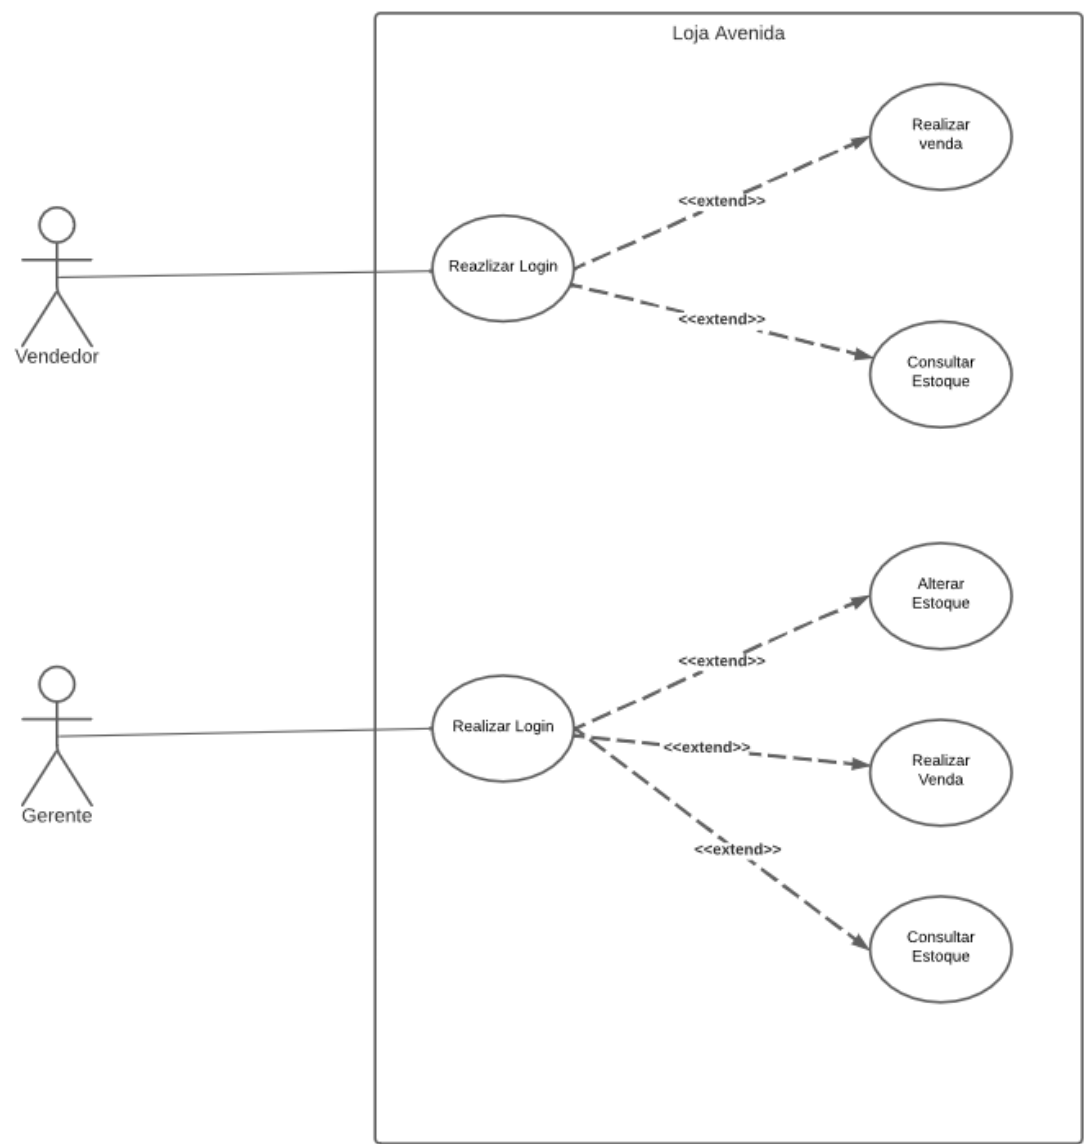 Loja Avenida
Realizar
venda
<<extend>>
Reazlizar Login
<<extend>>
Vendedor
Consultar
Estoque
Alterar
Estoque
<<extend>>
Realizar Login
<<extend>>
Realizar
Venda
Gerente
<<extend>>
Consultar
Estoque